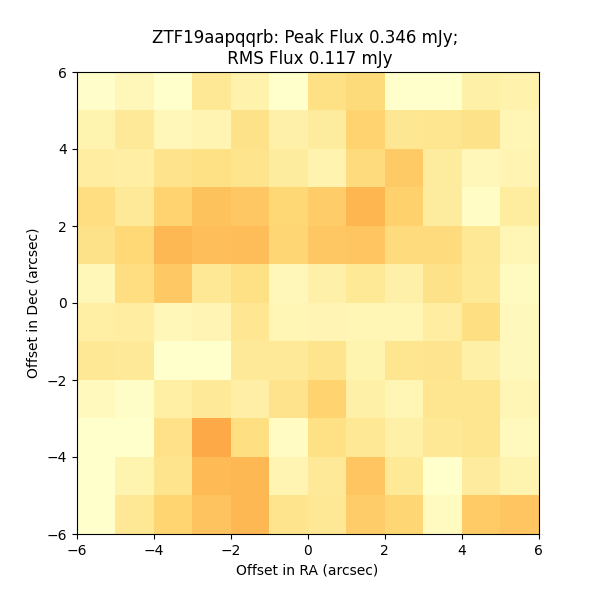 ZTF19aapqqrb: Peak Flux 0.346 mJy;
RMS Flux 0.117 mJy
6
4
2
0
−2
−4
−6
Offset in Dec (arcsec)
−6 −4 −2 0 2 4 6
Offset in RA (arcsec)